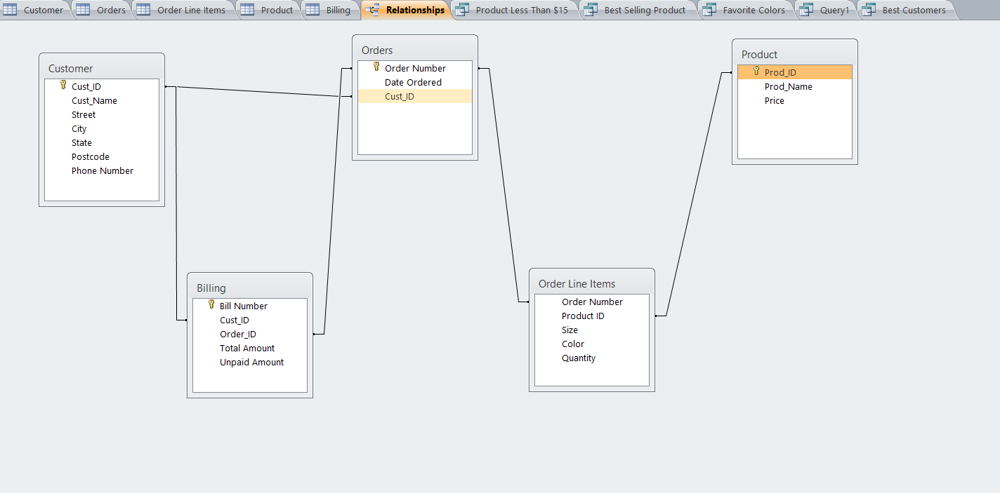 Customer Orders Order Line Items Product Billing Relationships Product Less Than $15 Best Selling Product Favorite Colors Query1 Best Customers
Customer
Cust_ID
Cust_Name
Street
City
State
Postcode
Phone Number
Orders
Order Number
Date Ordered
Cust_ID
Product
Prod_ID
Prod_Name
Price
Billing
Bill Number
Cust_ID
Order_ID
Total Amount
Unpaid Amount
Order Line Items
Order Number
Product ID
Size
Color
Quantity